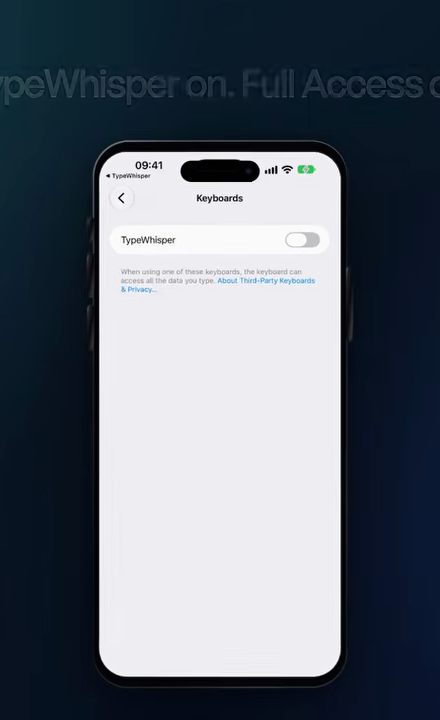 TypeWhisper on. Full Access
09:41
◀ TypeWhisper
Keyboards
TypeWhisper
When using one of these keyboards, the keyboard can
access all the data you type. About Third-Party Keyboards
& Privacy...